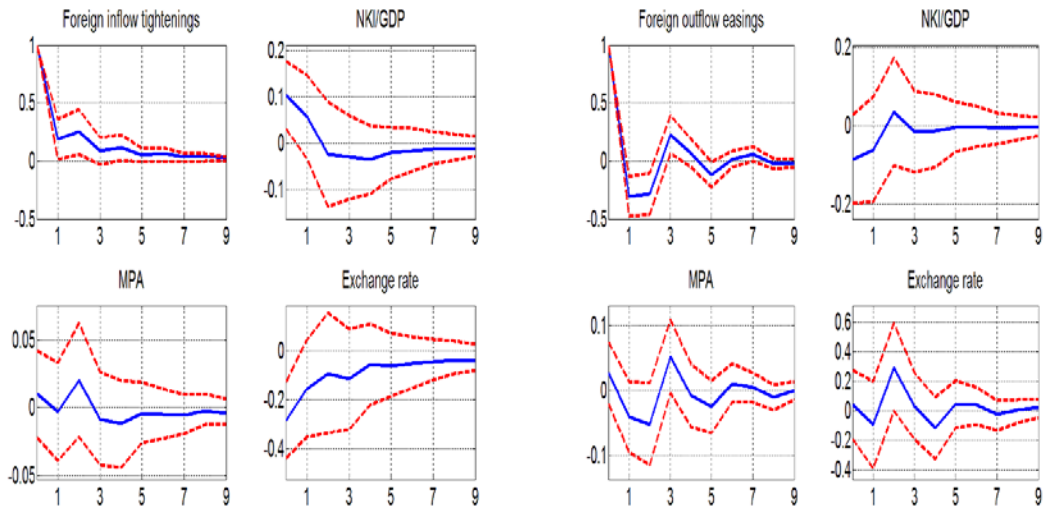 Foreign inflow tightenings
1
0.5
0
-0.5
1 3 5 7 9
NKI/GDP
0.2
0.1
0
-0.1
1 3 5 7 9
Foreign outflow easings
1
0.5
0
-0.5
1 3 5 7 9
NKI/GDP
0.2
0
-0.2
1 3 5 7 9
MPA
0.05
0
-0.05
1 3 5 7 9
Exchange rate
0
-0.2
-0.4
1 3 5 7 9
MPA
0.1
0
-0.1
1 3 5 7 9
Exchange rate
0.6
0.4
0.2
0
-0.2
-0.4
1 3 5 7 9